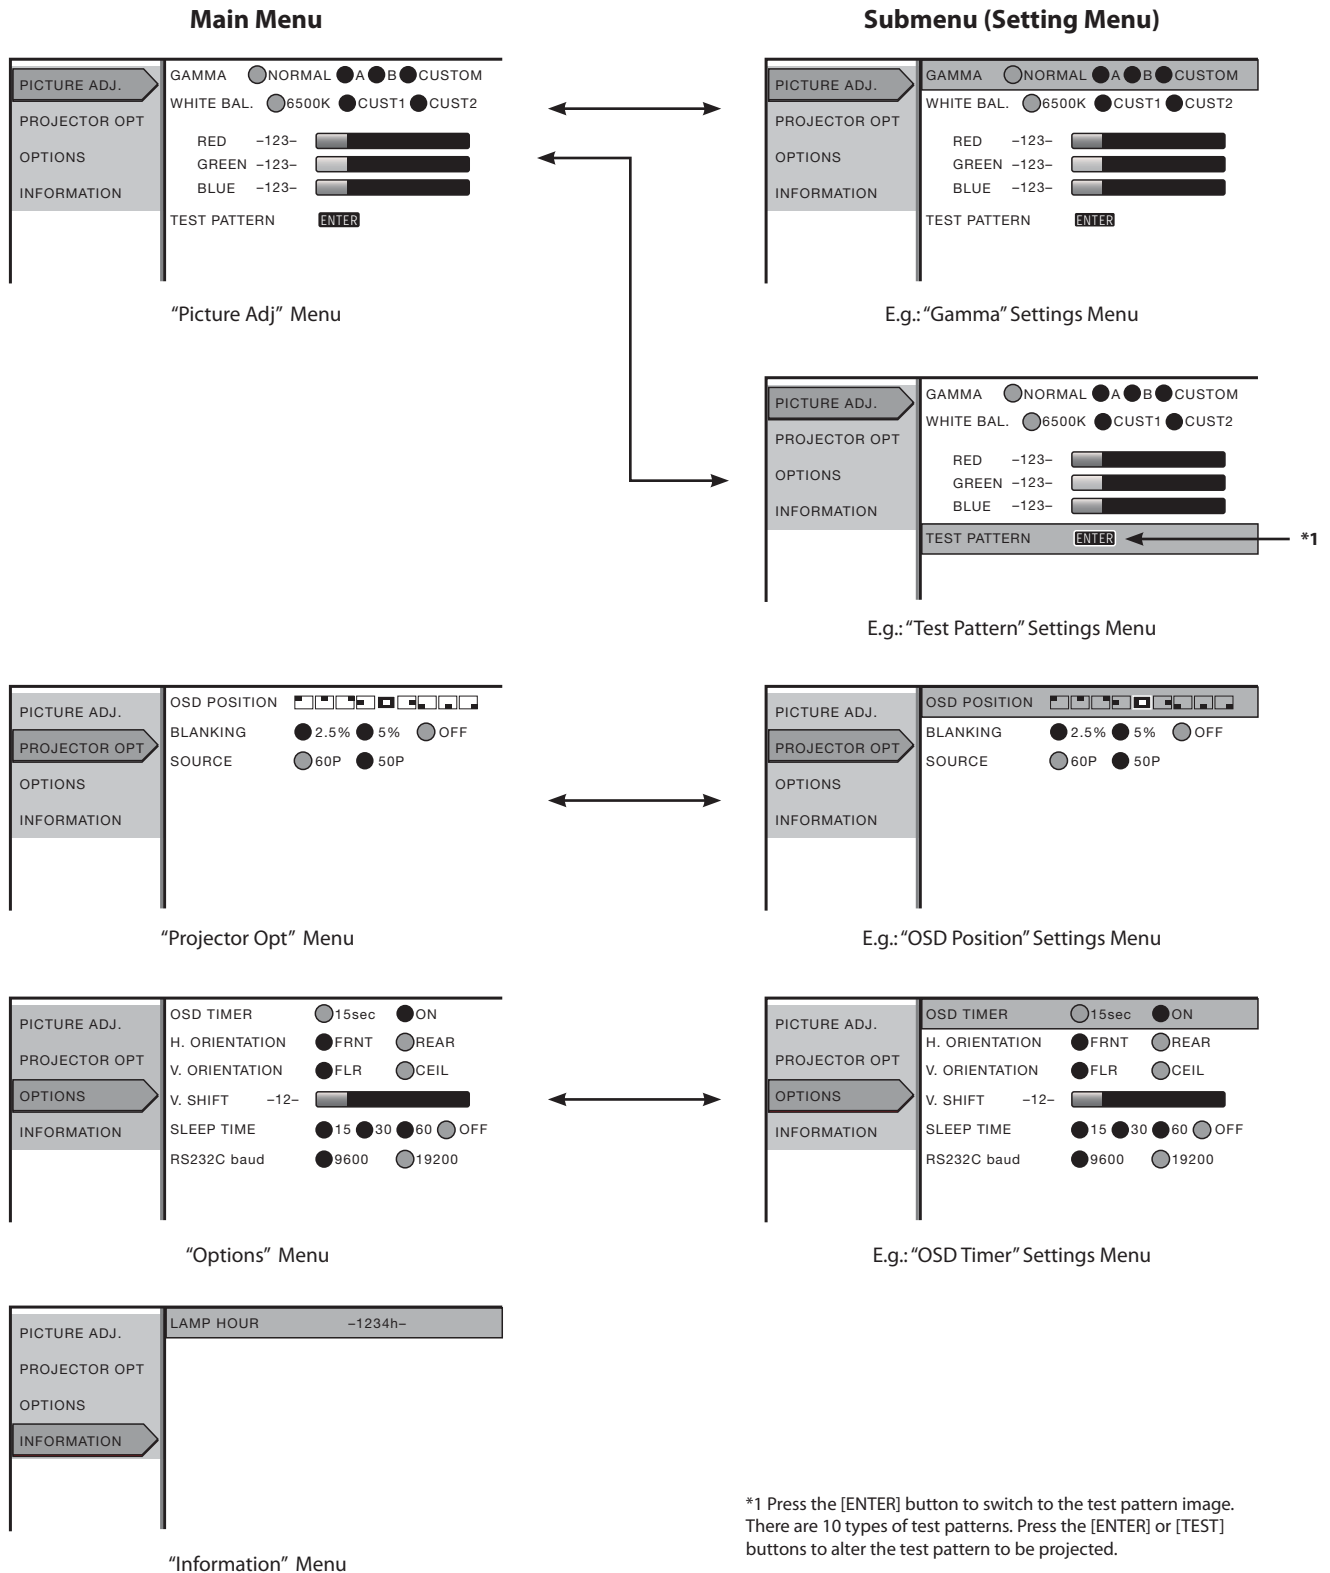 Main Menu
Submenu (Setting Menu)
PICTURE ADJ.
PROJECTOR OPT
OPTIONS
INFORMATION
GAMMA NORMAL A B CUSTOM
WHITE BAL. 6500K CUST1 CUST2
RED –123–
GREEN –123–
BLUE –123–
TEST PATTERN ENTER
“Picture Adj” Menu
PICTURE ADJ.
PROJECTOR OPT
OPTIONS
INFORMATION
GAMMA NORMAL A B CUSTOM
WHITE BAL. 6500K CUST1 CUST2
RED –123–
GREEN –123–
BLUE –123–
TEST PATTERN ENTER
E.g.: “Gamma” Settings Menu
PICTURE ADJ.
PROJECTOR OPT
OPTIONS
INFORMATION
GAMMA NORMAL A B CUSTOM
WHITE BAL. 6500K CUST1 CUST2
RED –123–
GREEN –123–
BLUE –123–
TEST PATTERN ENTER
*1
E.g.: “Test Pattern” Settings Menu
PICTURE ADJ.
PROJECTOR OPT
OPTIONS
INFORMATION
OSD POSITION
BLANKING 2.5% 5% OFF
SOURCE 60P 50P
“Projector Opt” Menu
PICTURE ADJ.
PROJECTOR OPT
OPTIONS
INFORMATION
OSD POSITION
BLANKING 2.5% 5% OFF
SOURCE 60P 50P
E.g.: “OSD Position” Settings Menu
PICTURE ADJ.
PROJECTOR OPT
OPTIONS
INFORMATION
OSD TIMER 15sec ON
H. ORIENTATION FRNT REAR
V. ORIENTATION FLR CEIL
V. SHIFT –12–
SLEEP TIME 15 30 60 OFF
RS232C baud 9600 19200
“Options” Menu
PICTURE ADJ.
PROJECTOR OPT
OPTIONS
INFORMATION
OSD TIMER 15sec ON
H. ORIENTATION FRNT REAR
V. ORIENTATION FLR CEIL
V. SHIFT –12–
SLEEP TIME 15 30 60 OFF
RS232C baud 9600 19200
E.g.: “OSD Timer” Settings Menu
PICTURE ADJ.
PROJECTOR OPT
OPTIONS
INFORMATION
LAMP HOUR –1234h–
“Information” Menu
*1 Press the [ENTER] button to switch to the test pattern image.
There are 10 types of test patterns. Press the [ENTER] or [TEST]
buttons to alter the test pattern to be projected.